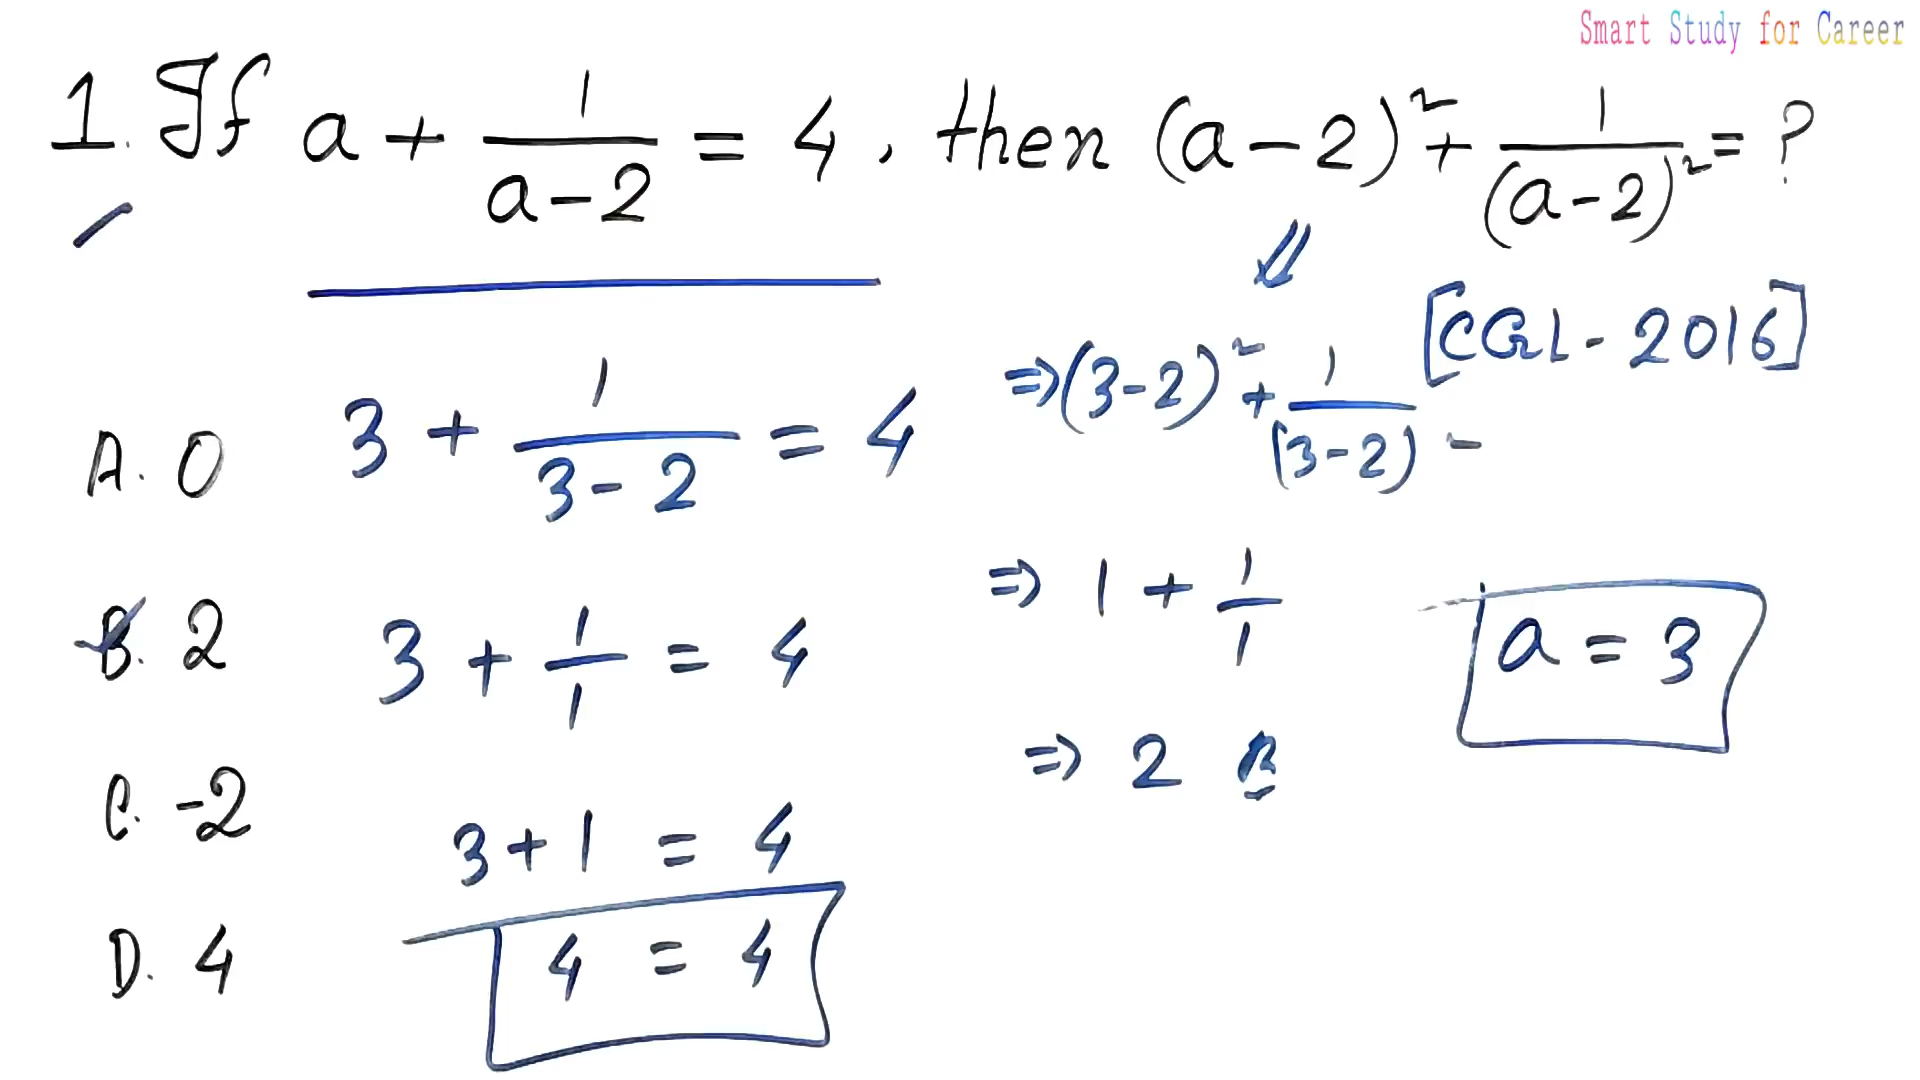 Smart Study for Career
1. If a + 1/(a-2) = 4, then (a-2)² + 1/(a-2)² = ?
[CGL-2016]
A. 0
3 + 1/(3-2) = 4
⇒ (3-2)² + 1/(3-2) -
B. 2
3 + 1/1 = 4
⇒ 1 + 1/1
a = 3
C. -2
3+1 = 4
⇒ 2 B
D. 4
4 = 4